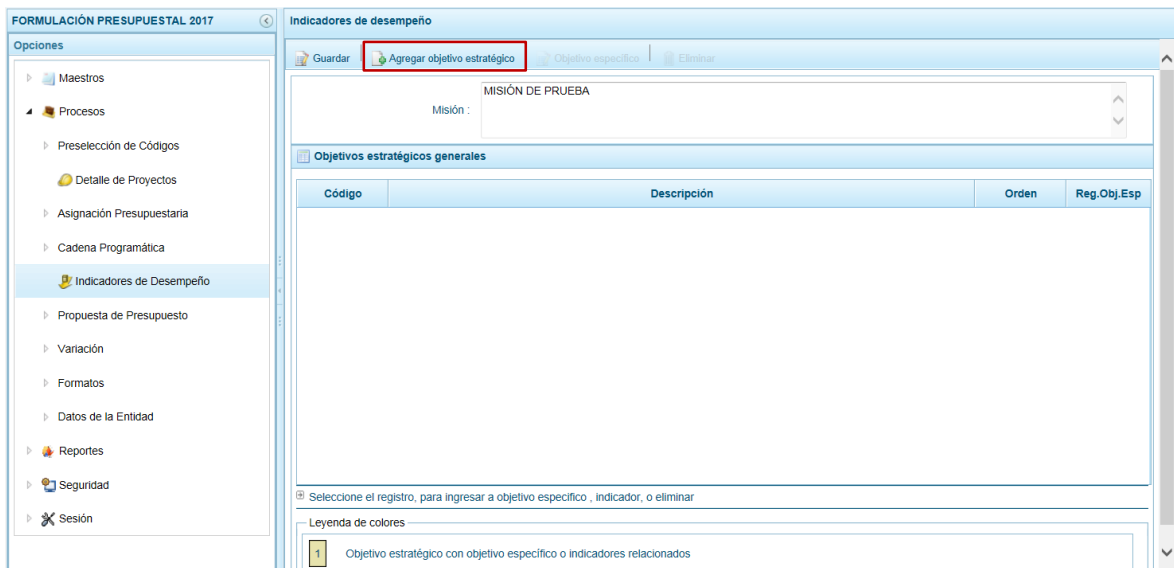 FORMULACIÓN PRESUPUESTAL 2017
Opciones
Maestros
Procesos
Preselección de Códigos
Detalle de Proyectos
Asignación Presupuestaria
Cadena Programática
Indicadores de Desempeño
Propuesta de Presupuesto
Variación
Formatos
Datos de la Entidad
Reportes
Seguridad
Sesión
Indicadores de desempeño
Guardar Agregar objetivo estratégico Objetivo específico Eliminar
Misión : MISIÓN DE PRUEBA
Objetivos estratégicos generales
Código Descripción Orden Reg.Obj.Esp
Seleccione el registro, para ingresar a objetivo especifico , indicador, o eliminar
Leyenda de colores
1 Objetivo estratégico con objetivo específico o indicadores relacionados